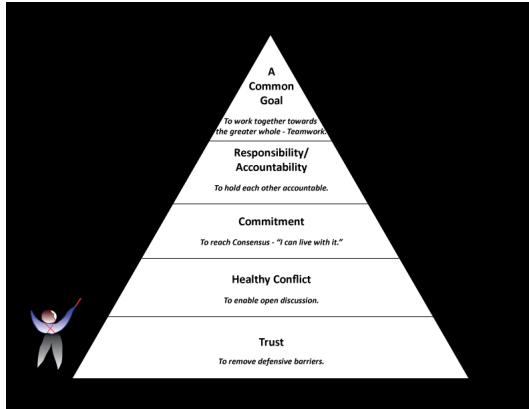 A
Common
Goal
To work together towards
the greater whole - Teamwork.
Responsibility/
Accountability
To hold each other accountable.
Commitment
To reach Consensus - “I can live with it.”
Healthy Conflict
To enable open discussion.
Trust
To remove defensive barriers.